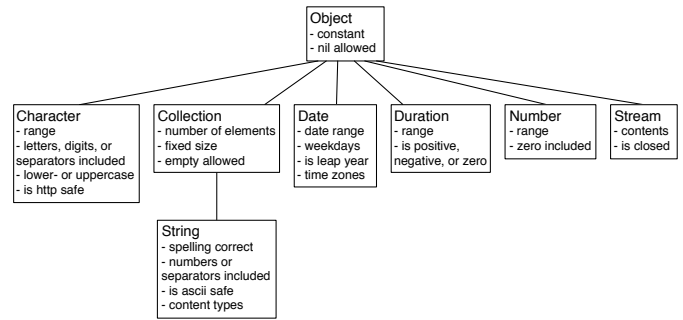 Object
- constant
- nil allowed
Character
- range
- letters, digits, or
separators included
- lower- or uppercase
- is http safe
Collection
- number of elements
- fixed size
- empty allowed
Date
- date range
- weekdays
- is leap year
- time zones
Duration
- range
- is positive,
negative, or zero
Number
- range
- zero included
Stream
- contents
- is closed
String
- spelling correct
- numbers or
separators included
- is ascii safe
- content types